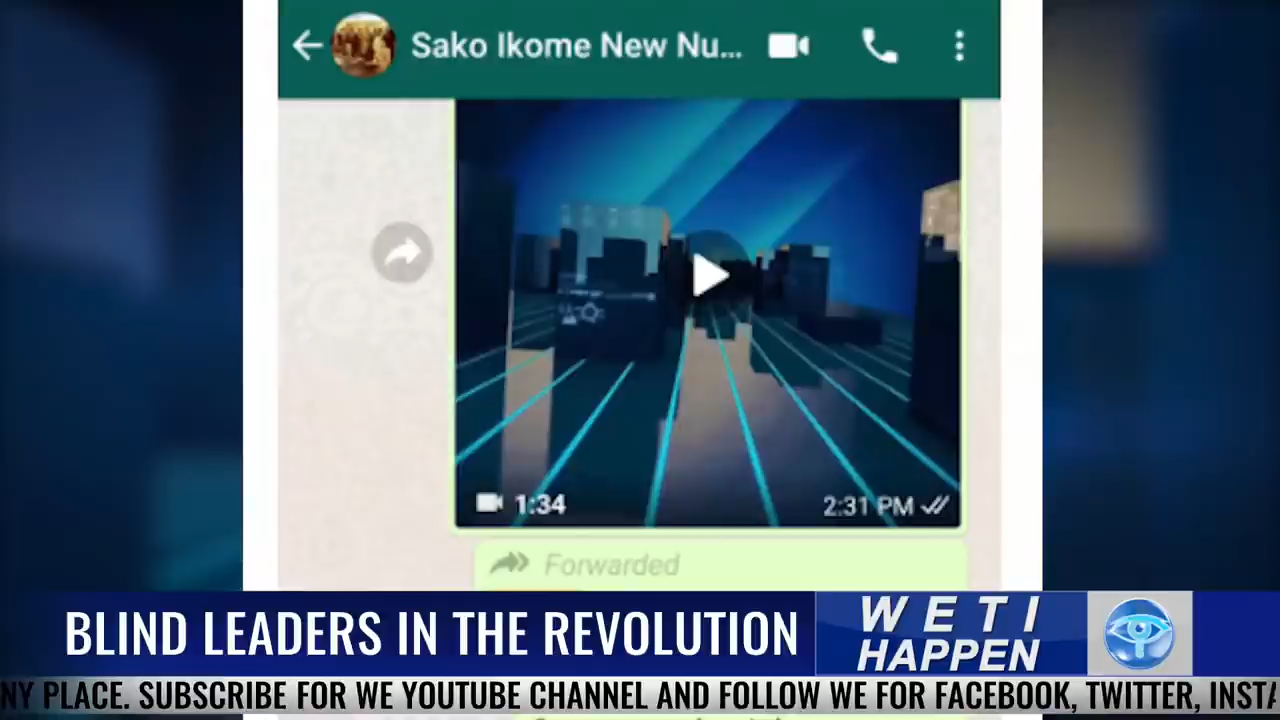 Sako Ikome New Nu...
1:34
2:31 PM
Forwarded
BLIND LEADERS IN THE REVOLUTION
WETI
HAPPEN
NY PLACE. SUBSCRIBE FOR WE YOUTUBE CHANNEL AND FOLLOW WE FOR FACEBOOK, TWITTER, INSTA